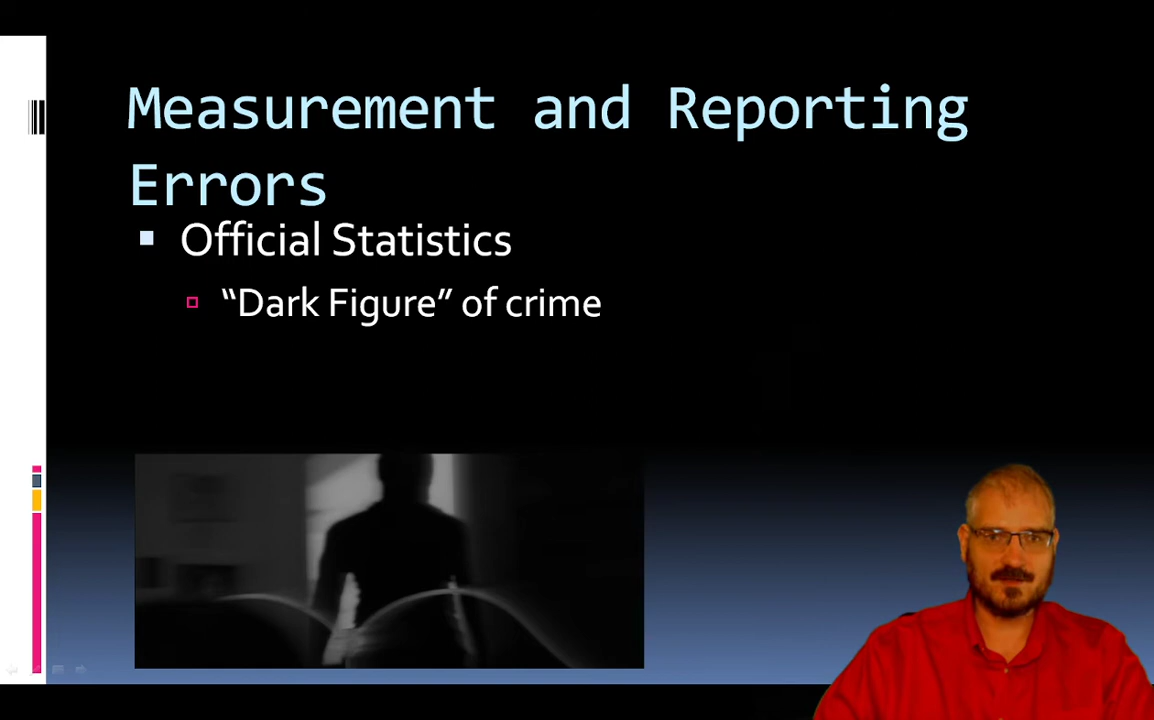 Measurement and Reporting
Errors
Official Statistics
“Dark Figure” of crime